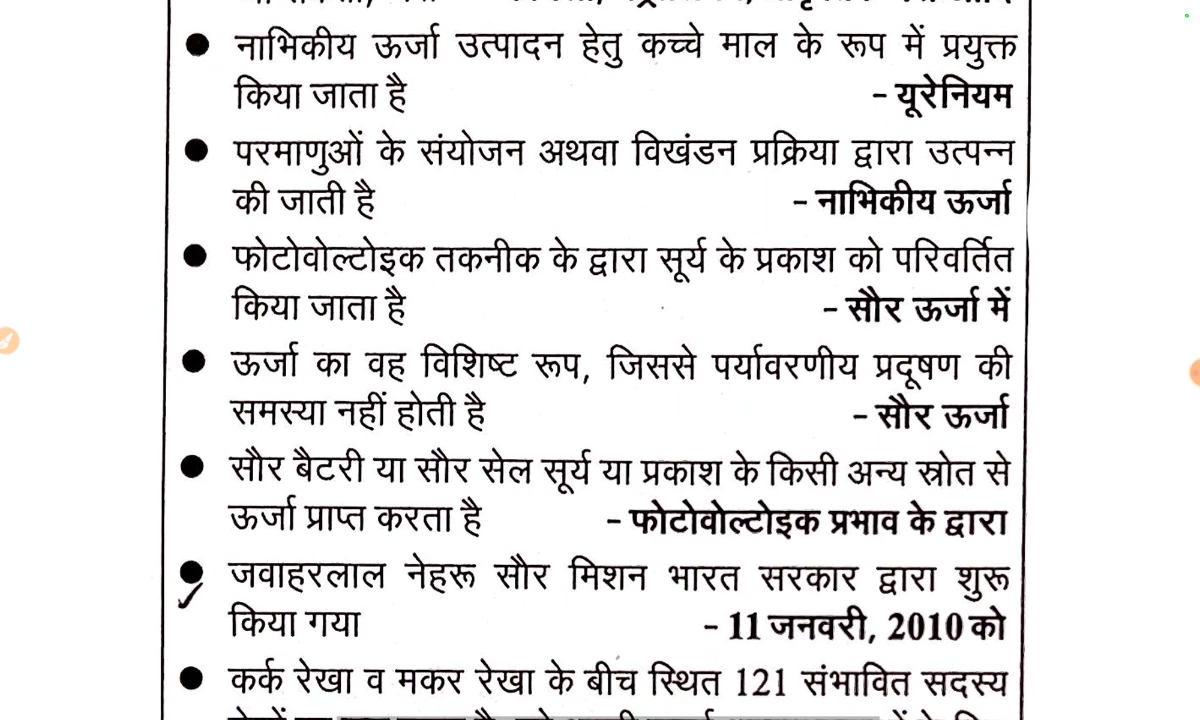 ● नाभिकीय ऊर्जा उत्पादन हेतु कच्चे माल के रूप में प्रयुक्त
किया जाता है - यूरेनियम
● परमाणुओं के संयोजन अथवा विखंडन प्रक्रिया द्वारा उत्पन्न
की जाती है - नाभिकीय ऊर्जा
● फोटोवोल्टोइक तकनीक के द्वारा सूर्य के प्रकाश को परिवर्तित
किया जाता है - सौर ऊर्जा में
● ऊर्जा का वह विशिष्ट रूप, जिससे पर्यावरणीय प्रदूषण की
समस्या नहीं होती है - सौर ऊर्जा
● सौर बैटरी या सौर सेल सूर्य या प्रकाश के किसी अन्य स्रोत से
ऊर्जा प्राप्त करता है - फोटोवोल्टोइक प्रभाव के द्वारा
● जवाहरलाल नेहरू सौर मिशन भारत सरकार द्वारा शुरू
किया गया - 11 जनवरी, 2010 को
● कर्क रेखा व मकर रेखा के बीच स्थित 121 संभावित सदस्य